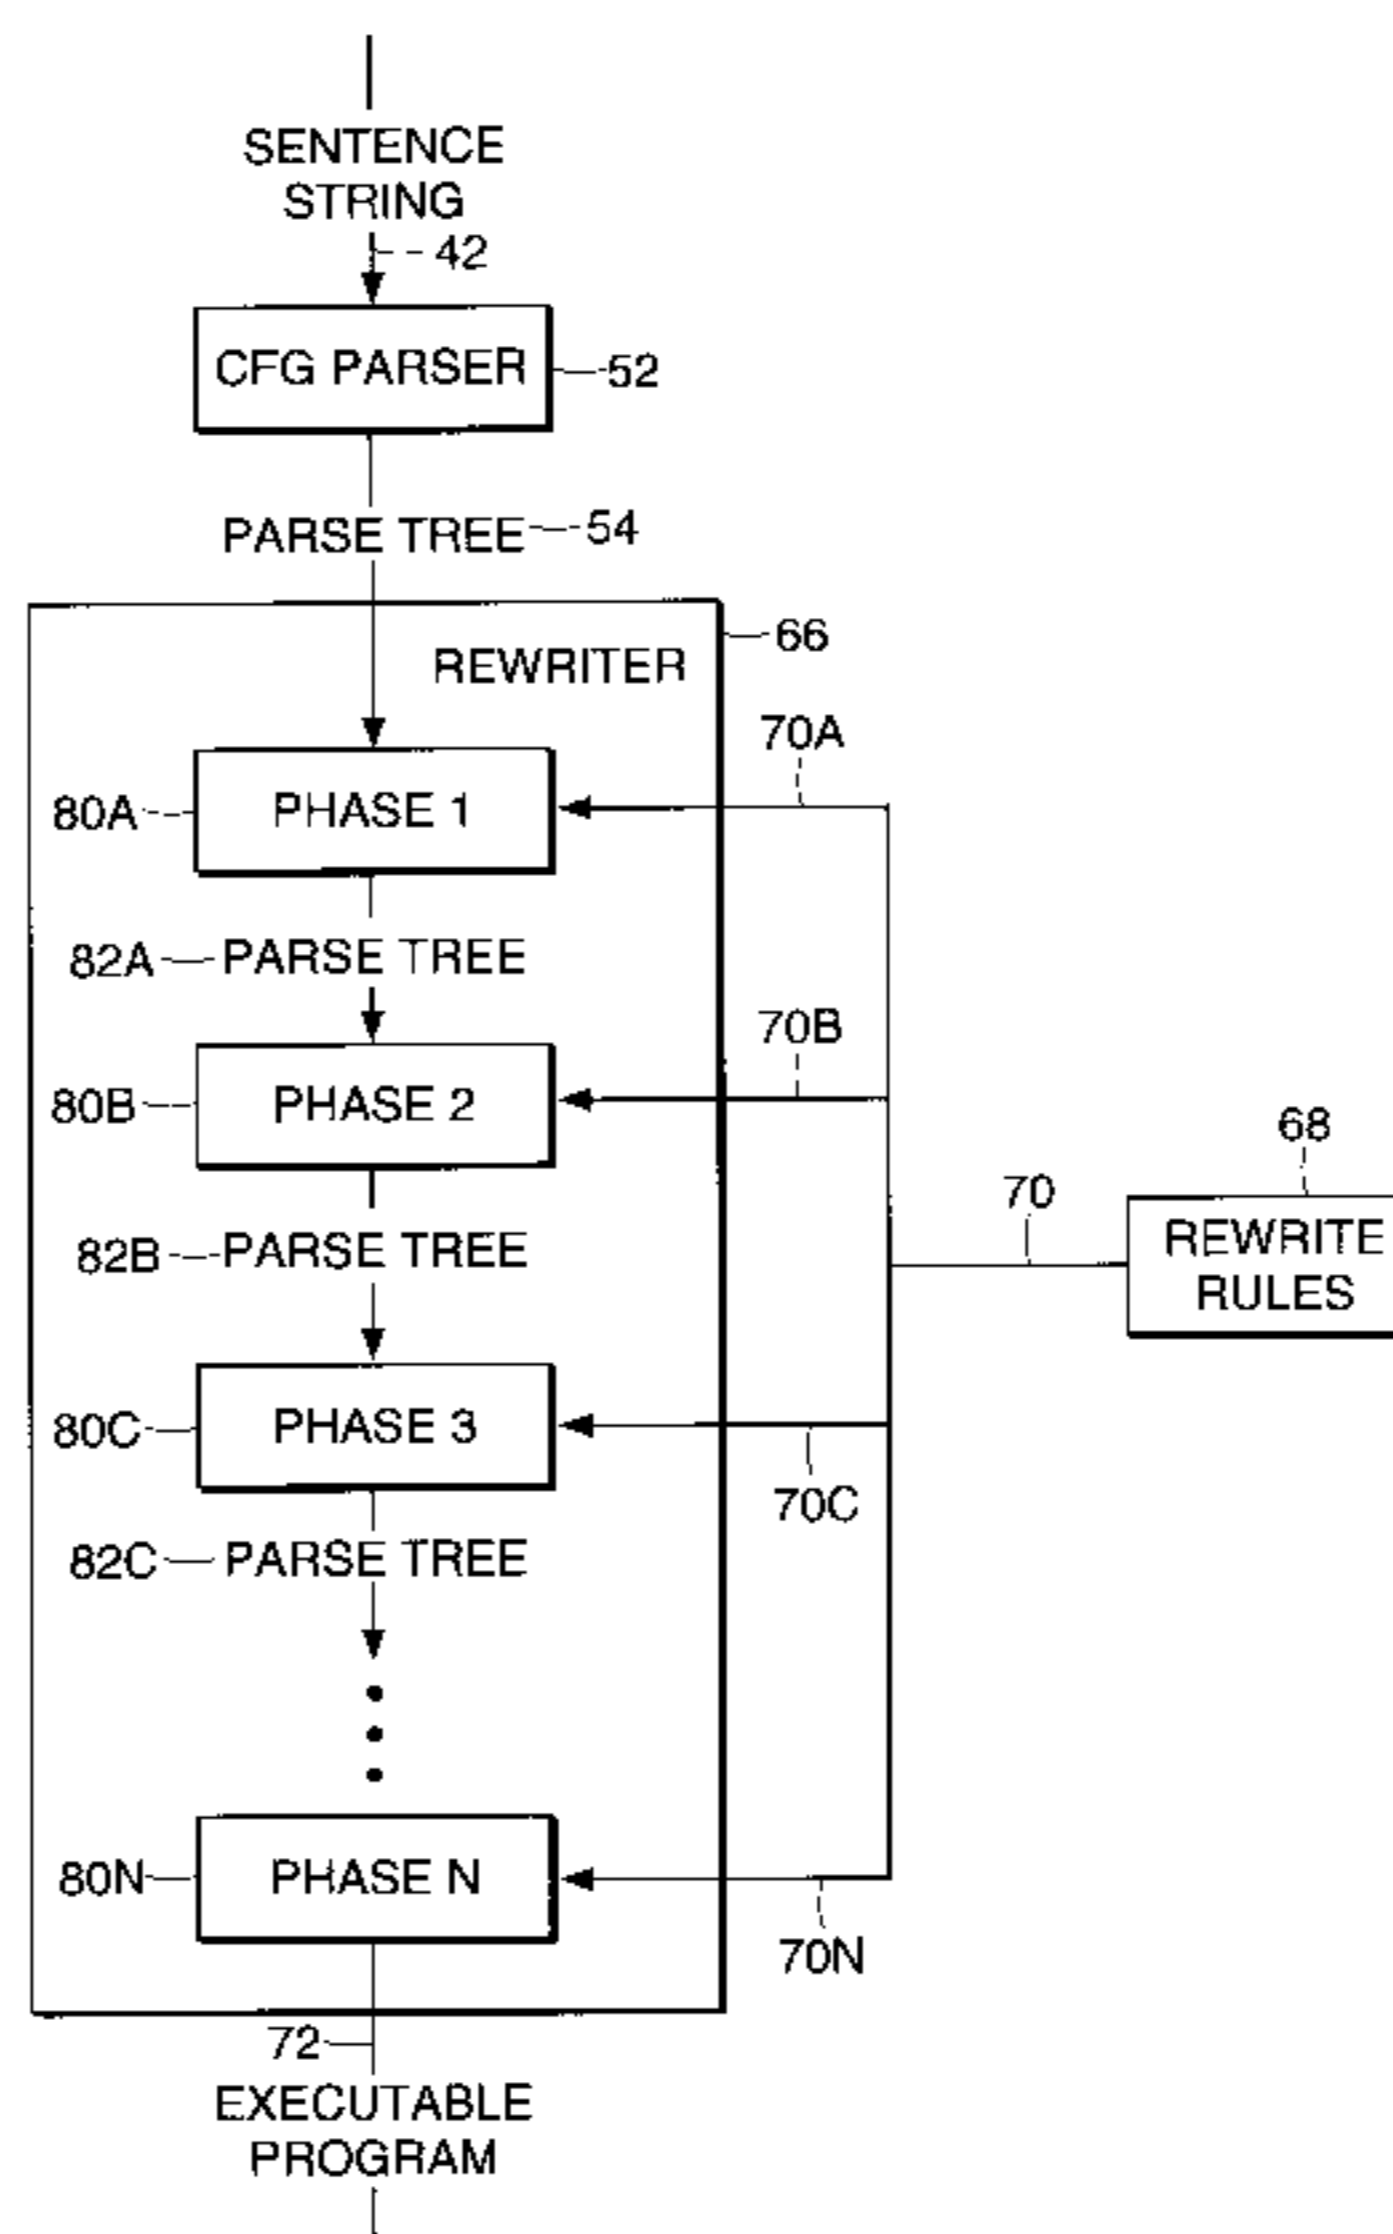 SENTENCE
STRING
42
CFG PARSER
52
PARSE TREE
54
66
REWRITER
70A
80A
PHASE 1
82A
PARSE TREE
70B
80B
PHASE 2
68
70
REWRITE
RULES
82B
PARSE TREE
80C
PHASE 3
70C
82C
PARSE TREE
80N
PHASE N
70N
72
EXECUTABLE
PROGRAM